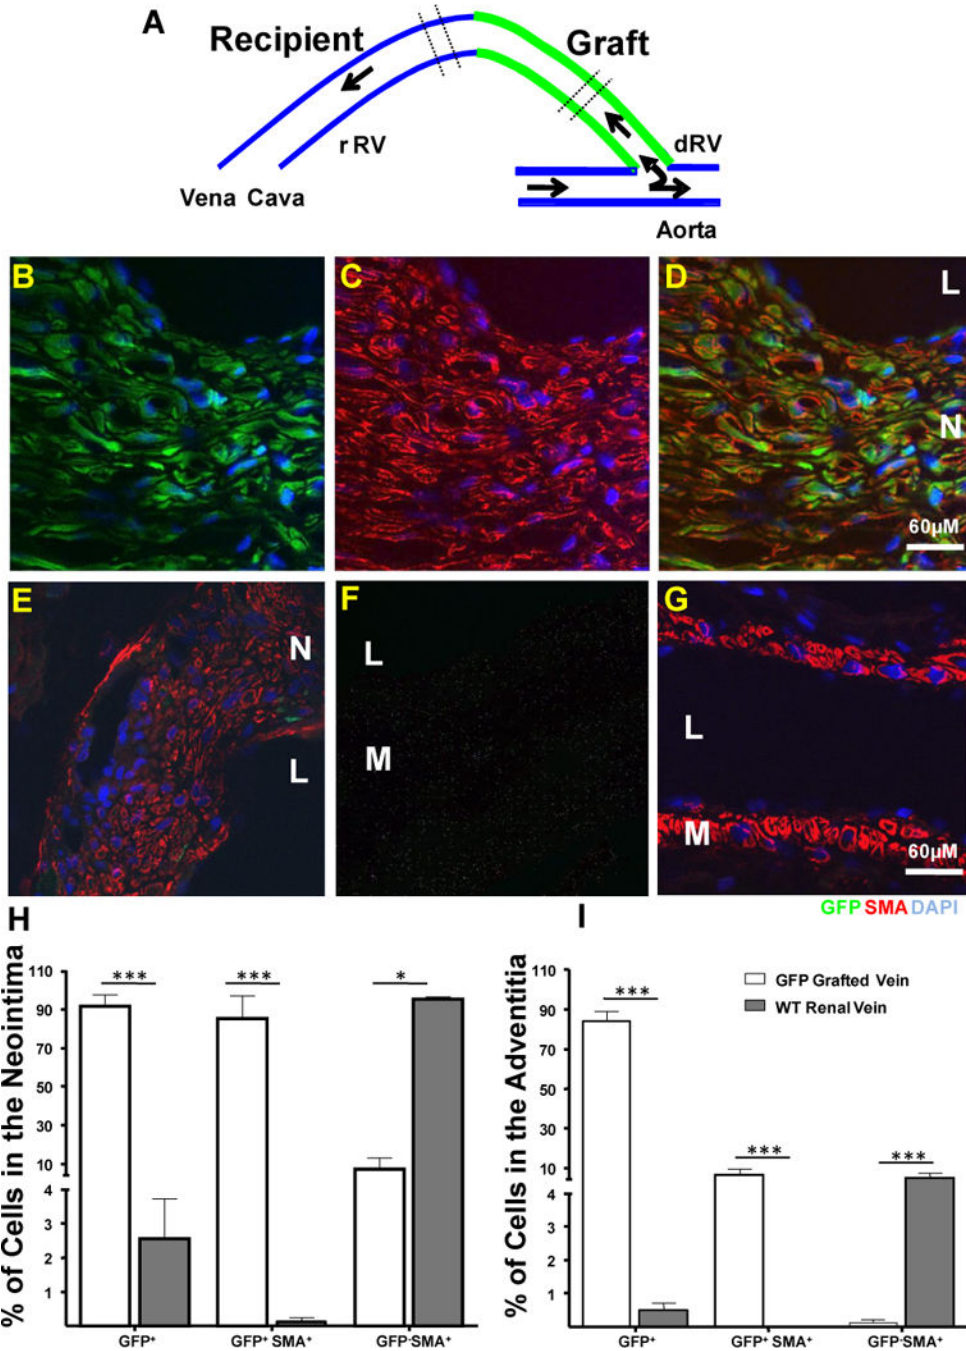 A
Recipient
Graft
r RV
dRV
Vena Cava
Aorta
B
C
D
L
N
60µM
E
F
G
N
L
L
M
L
M
60µM
GFP SMA DAPI
H
% of Cells in the Neointima
110
90
70
50
30
10
4
3
2
1
***
***
*
GFP⁺
GFP⁺ SMA⁺
GFP⁻SMA⁺
I
% of Cells in the Adventitia
110
90
70
50
30
10
4
3
2
1
***
***
***
GFP Grafted Vein
WT Renal Vein
GFP⁺
GFP⁺ SMA⁺
GFP⁻SMA⁺